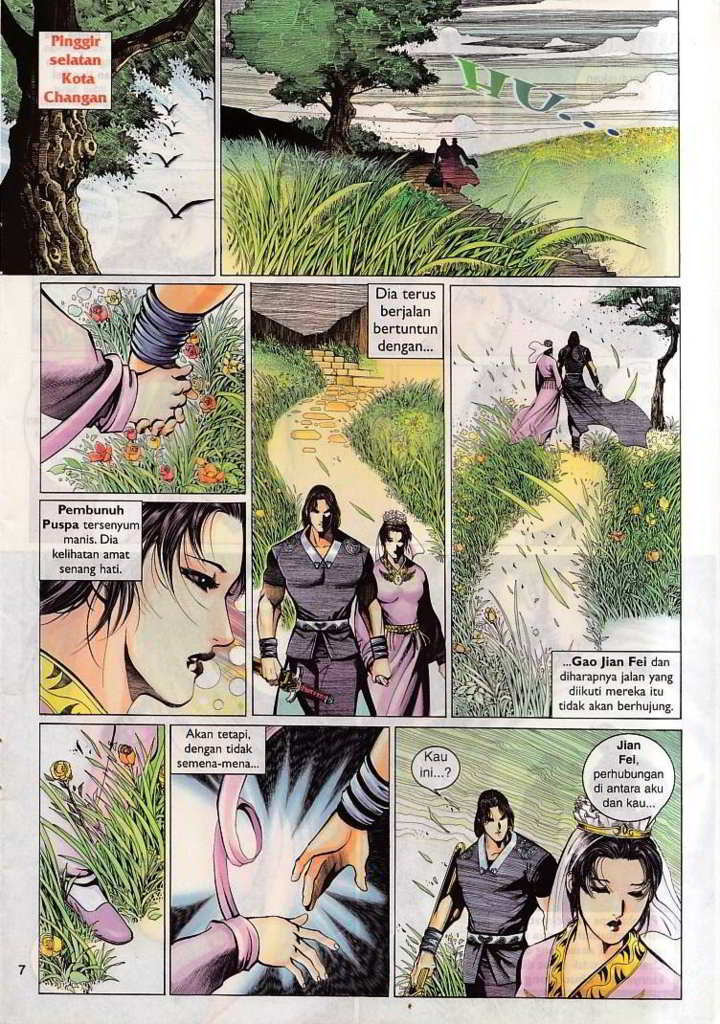 Pinggir
selatan
Kota
Changan
HU...
Dia terus
berjalan
bertuntun
dengan...
Pembunuh
Puspa tersenyum
manis. Dia
kelihatan amat
senang hati.
...Gao Jian Fei dan
diharapnya jalan yang
diikuti mereka itu
tidak akan berhujung.
Akan tetapi,
dengan tidak
semena-mena...
Kau
ini...?
Jian
Fei,
perhubungan
di antara aku
dan kau...
7